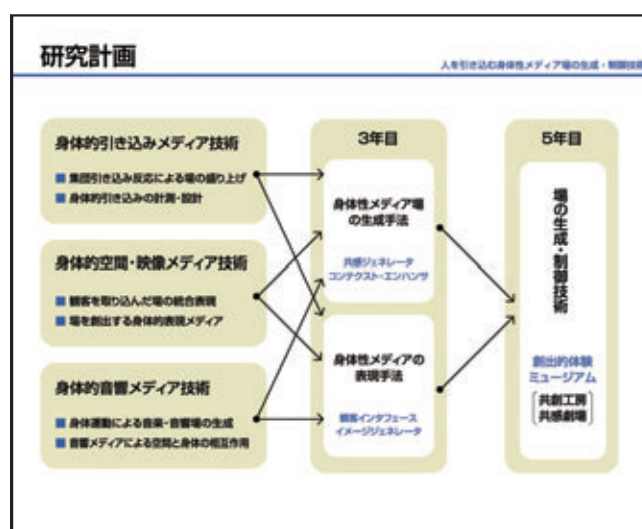 研究計画
人を引き込む身体性メディア場の生成・制御技術
身体的引き込みメディア技術
■ 集団引き込み反応による場の盛り上げ
■ 身体的引き込みの計測・設計
身体的空間・映像メディア技術
■ 観客を取り込んだ場の統合表現
■ 場を創出する身体的表現メディア
身体的音響メディア技術
■ 身体運動による音楽・音響場の生成
■ 音響メディアによる空間と身体の相互作用
3年目
身体性メディア場
の生成手法
共感ジェネレータ
コンテクスト・エンハンサ
身体性メディアの
表現手法
観客インタフェース
イメージジェネレータ
5年目
場の生成・制御技術
創出的体験
ミュージアム
共創工房
共感劇場